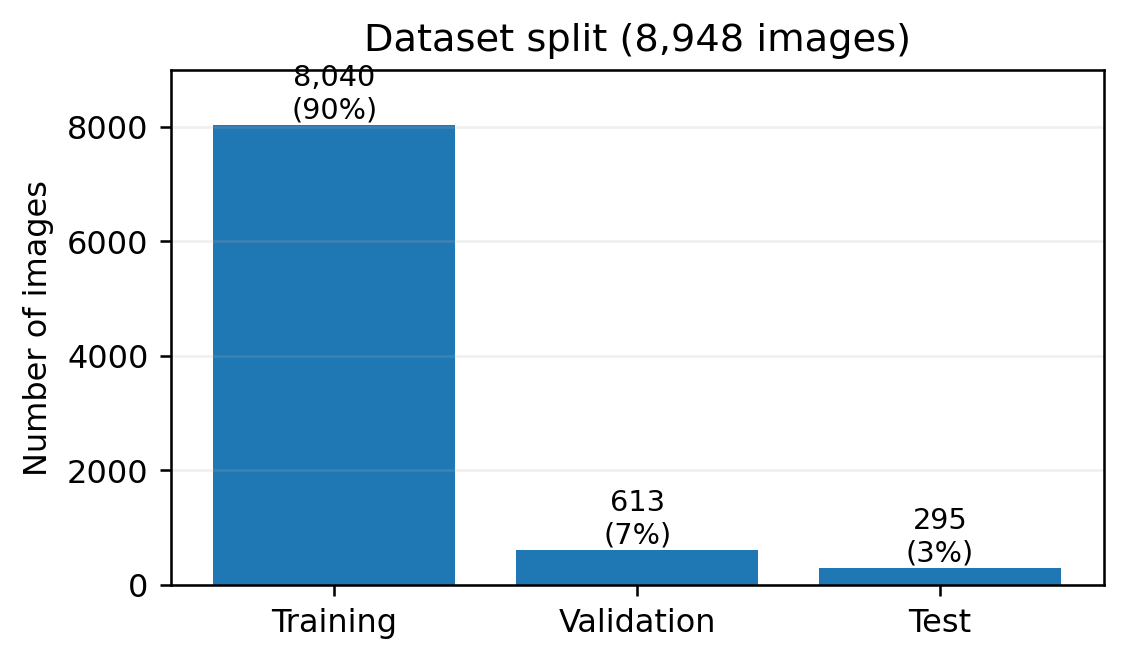 Dataset split (8,948 images)
8,040
(90%)
8000
6000
4000
2000
0
Number of images
613
(7%)
295
(3%)
Training
Validation
Test